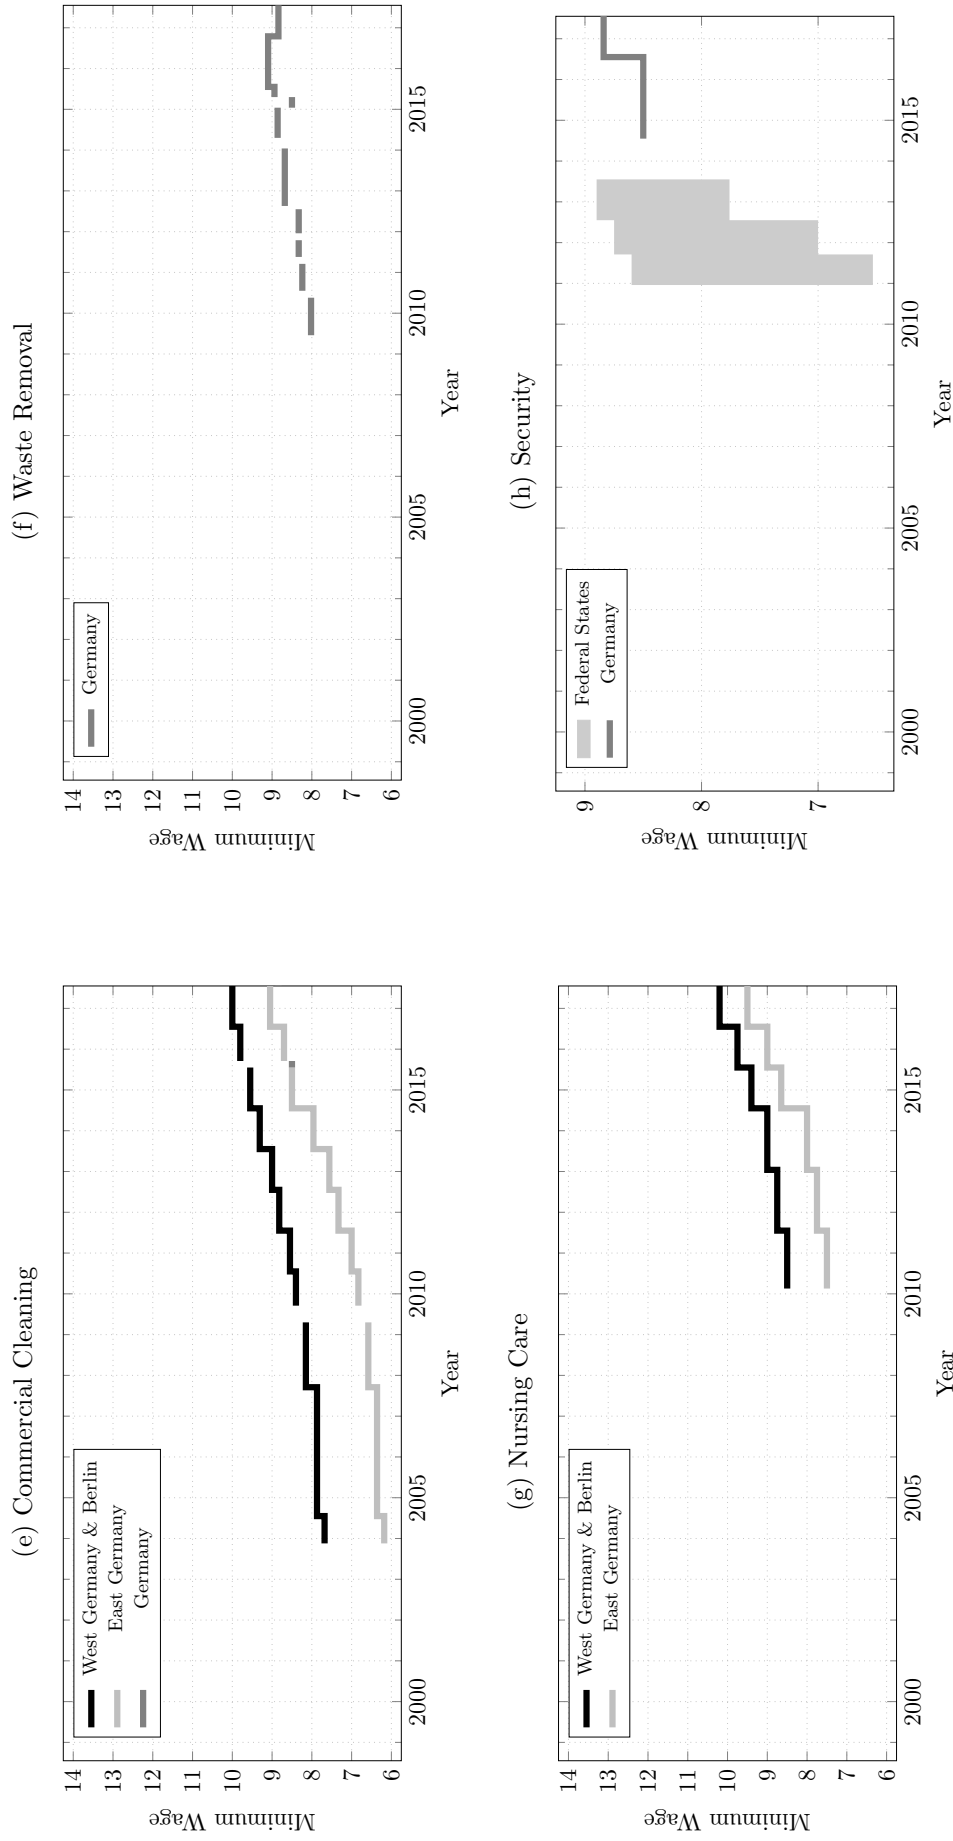 (e) Commercial Cleaning
West Germany & Berlin
East Germany
Germany
14
13
12
11
10
9
8
7
6
Minimum Wage
2000
2005
2010
2015
Year
(f) Waste Removal
Germany
14
13
12
11
10
9
8
7
6
Minimum Wage
2000
2005
2010
2015
Year
(g) Nursing Care
West Germany & Berlin
East Germany
14
13
12
11
10
9
8
7
6
Minimum Wage
2000
2005
2010
2015
Year
(h) Security
Federal States
Germany
9
8
7
Minimum Wage
2000
2005
2010
2015
Year